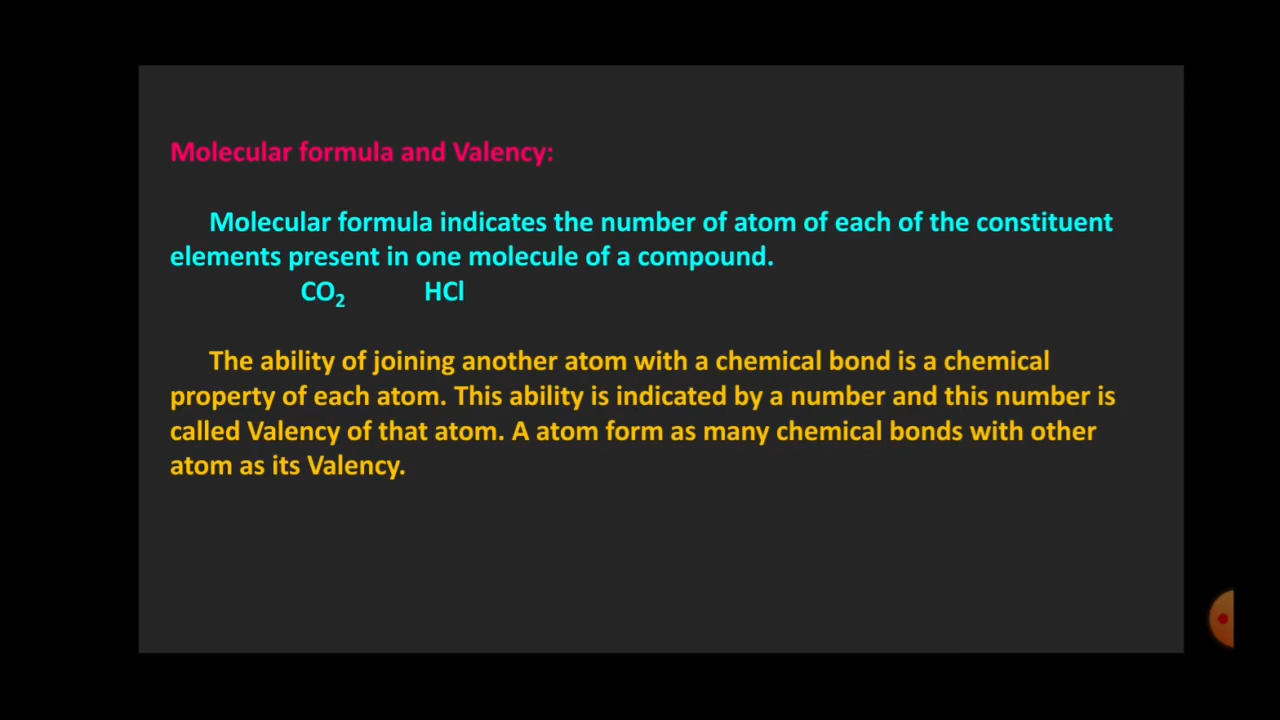 Molecular formula and Valency:
Molecular formula indicates the number of atom of each of the constituent
elements present in one molecule of a compound.
CO₂ HCl
The ability of joining another atom with a chemical bond is a chemical
property of each atom. This ability is indicated by a number and this number is
called Valency of that atom. A atom form as many chemical bonds with other
atom as its Valency.